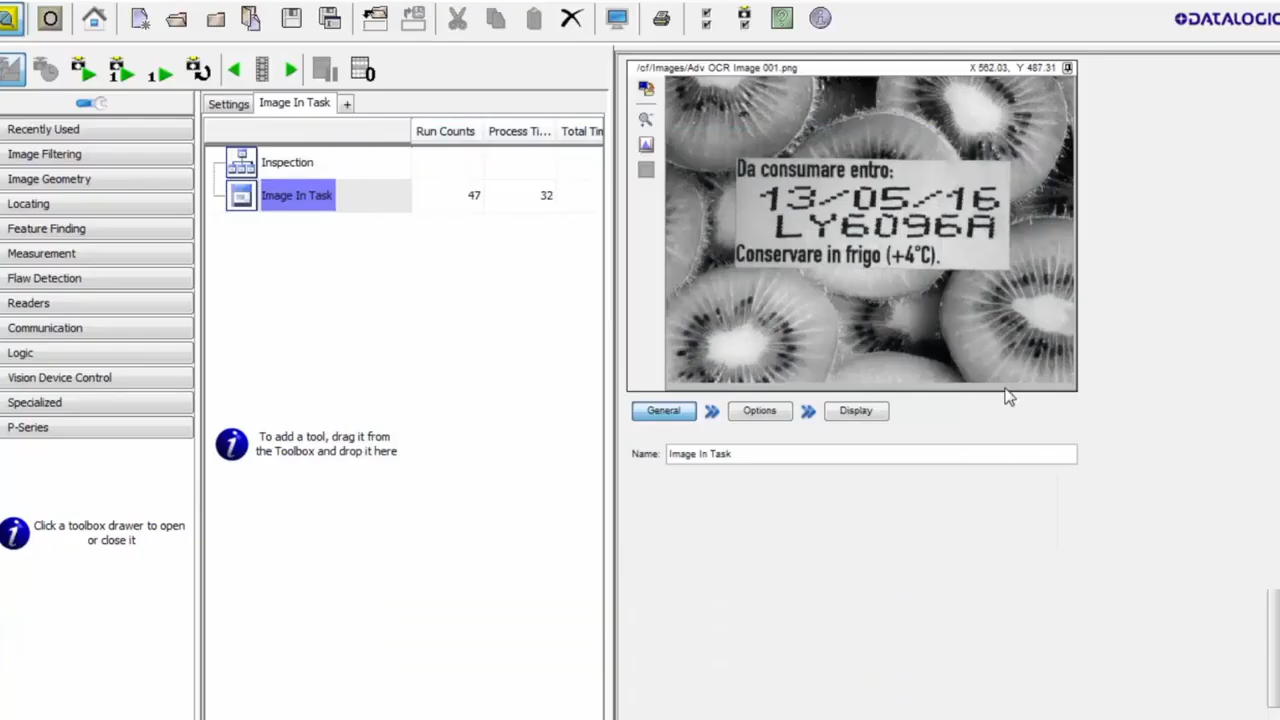 DATALOGIC
0
Recently Used
Image Filtering
Image Geometry
Locating
Feature Finding
Measurement
Flaw Detection
Readers
Communication
Logic
Vision Device Control
Specialized
P-Series
Click a toolbox drawer to open
or close it
Settings Image In Task +
Run Counts Process Ti... Total Tim
Inspection
Image In Task 47 32
To add a tool, drag it from
the Toolbox and drop it here
/cf/Images/Adv OCR Image 001.png X 562.03, Y 487.31
Da consumare entro:
13/05/16
LY6096A
Conservare in frigo (+4°C).
General Options Display
Name: Image In Task